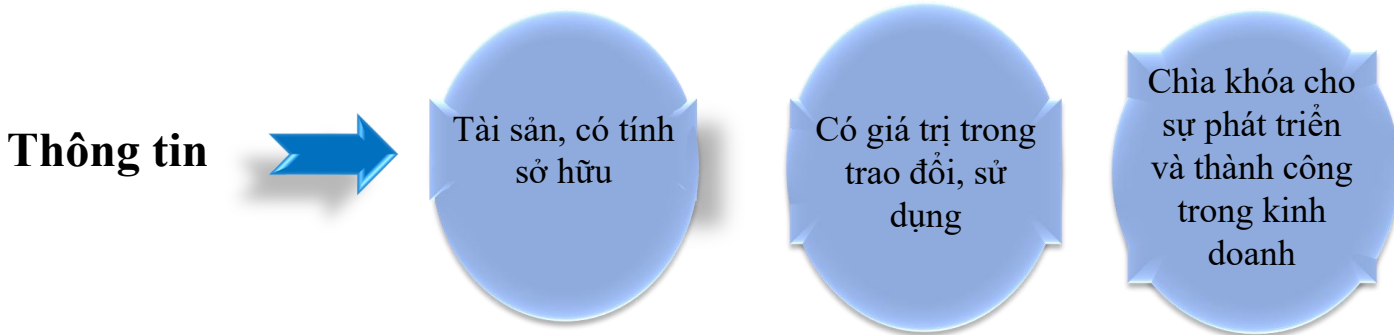 Thông tin
Tài sản, có tính
sở hữu
Có giá trị trong
trao đổi, sử
dụng
Chìa khóa cho
sự phát triển
và thành công
trong kinh
doanh